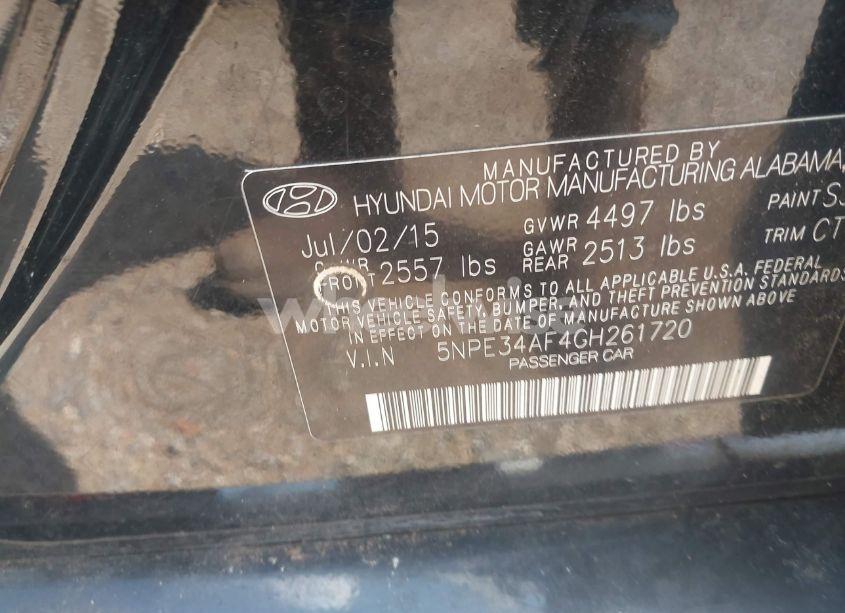 MANUFACTURED BY
HYUNDAI MOTOR MANUFACTURING ALABAMA,
Jul/02/15 GVWR 4497 lbs PAINT
GAWR FRONT 2557 lbs GAWR REAR 2513 lbs TRIM CT
THIS VEHICLE CONFORMS TO ALL APPLICABLE U.S.A. FEDERAL
MOTOR VEHICLE SAFETY, BUMPER, AND THEFT PREVENTION STANDARDS
IN EFFECT ON THE DATE OF MANUFACTURE SHOWN ABOVE
V.I.N 5NPE34AF4GH261720
PASSENGER CAR